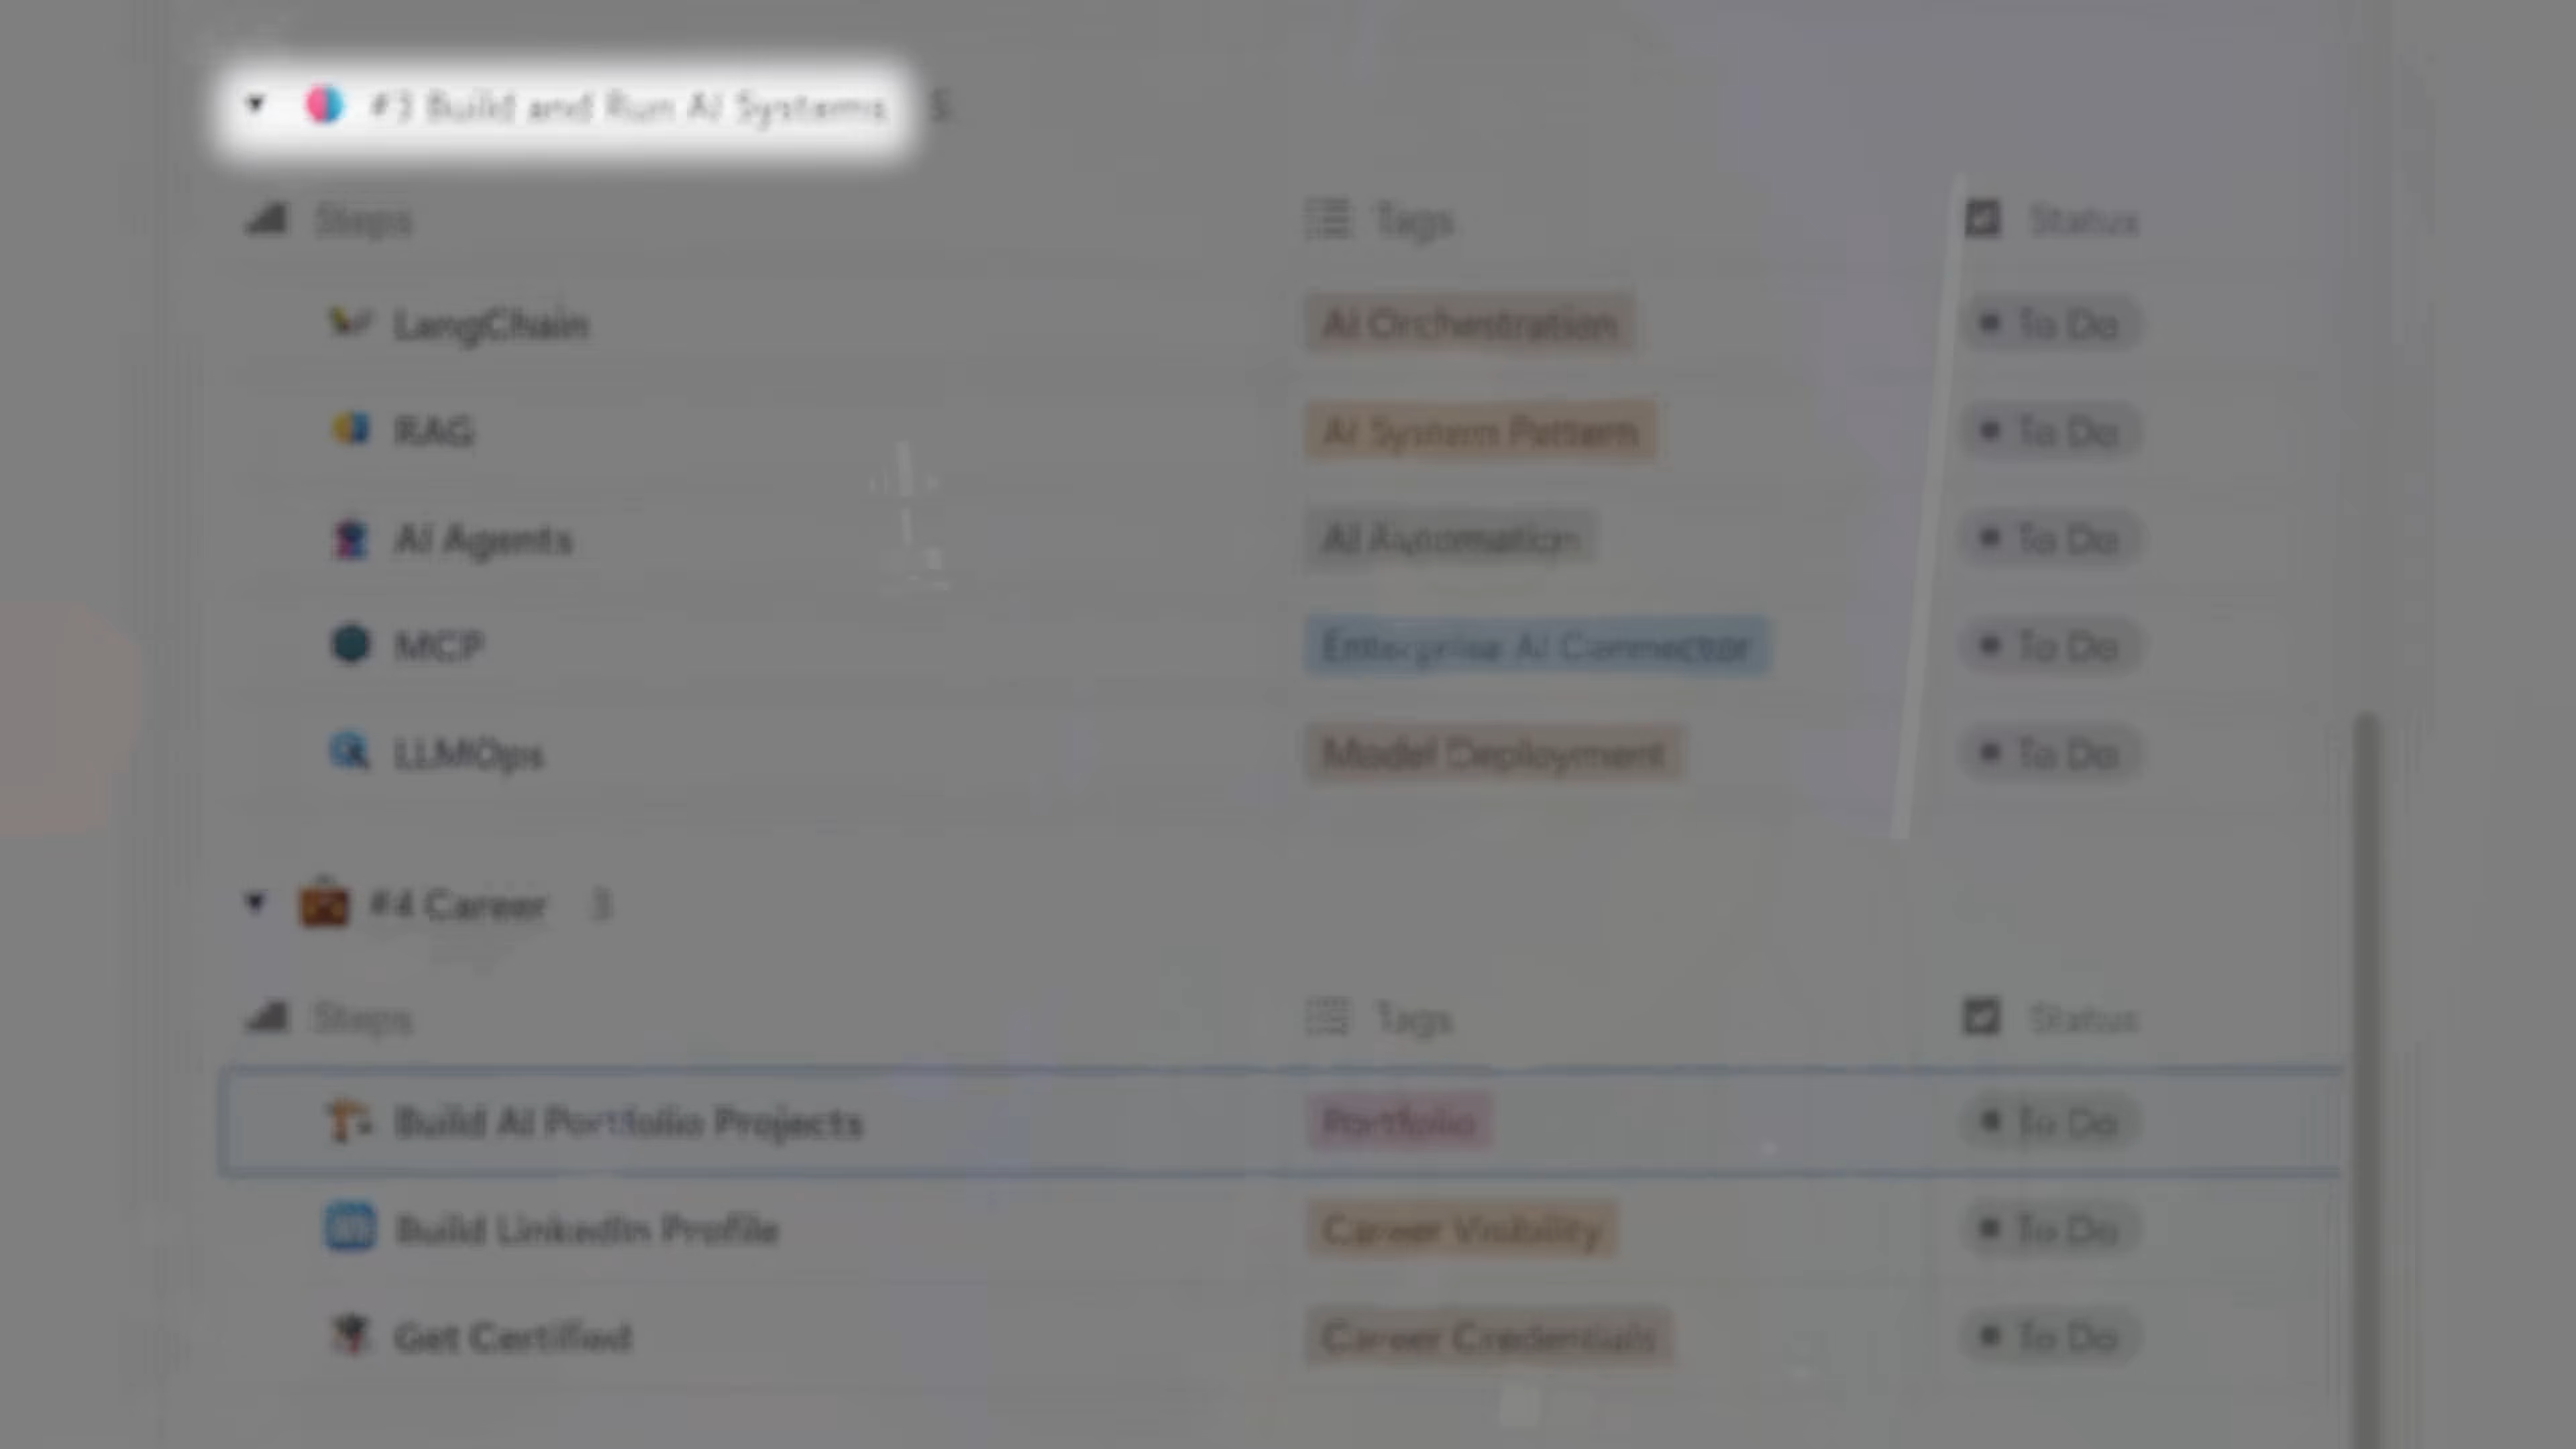 #3 Build and Run AI Systems 5
Steps Tags Status
LangChain AI Orchestration To Do
RAG AI System Pattern To Do
AI Agents AI Automation To Do
MCP Enterprise AI Connector To Do
LLMOps Model Deployment To Do
#4 Career 3
Steps Tags Status
Build AI Portfolio Projects Portfolio To Do
Build LinkedIn Profile Career Visibility To Do
Get Certified Career Credentials To Do